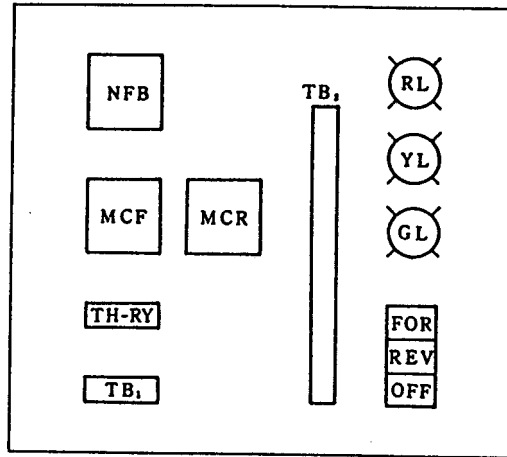 NFB
MCF
MCR
TH-RY
TB₁
TB₂
RL
YL
GL
FOR
REV
OFF